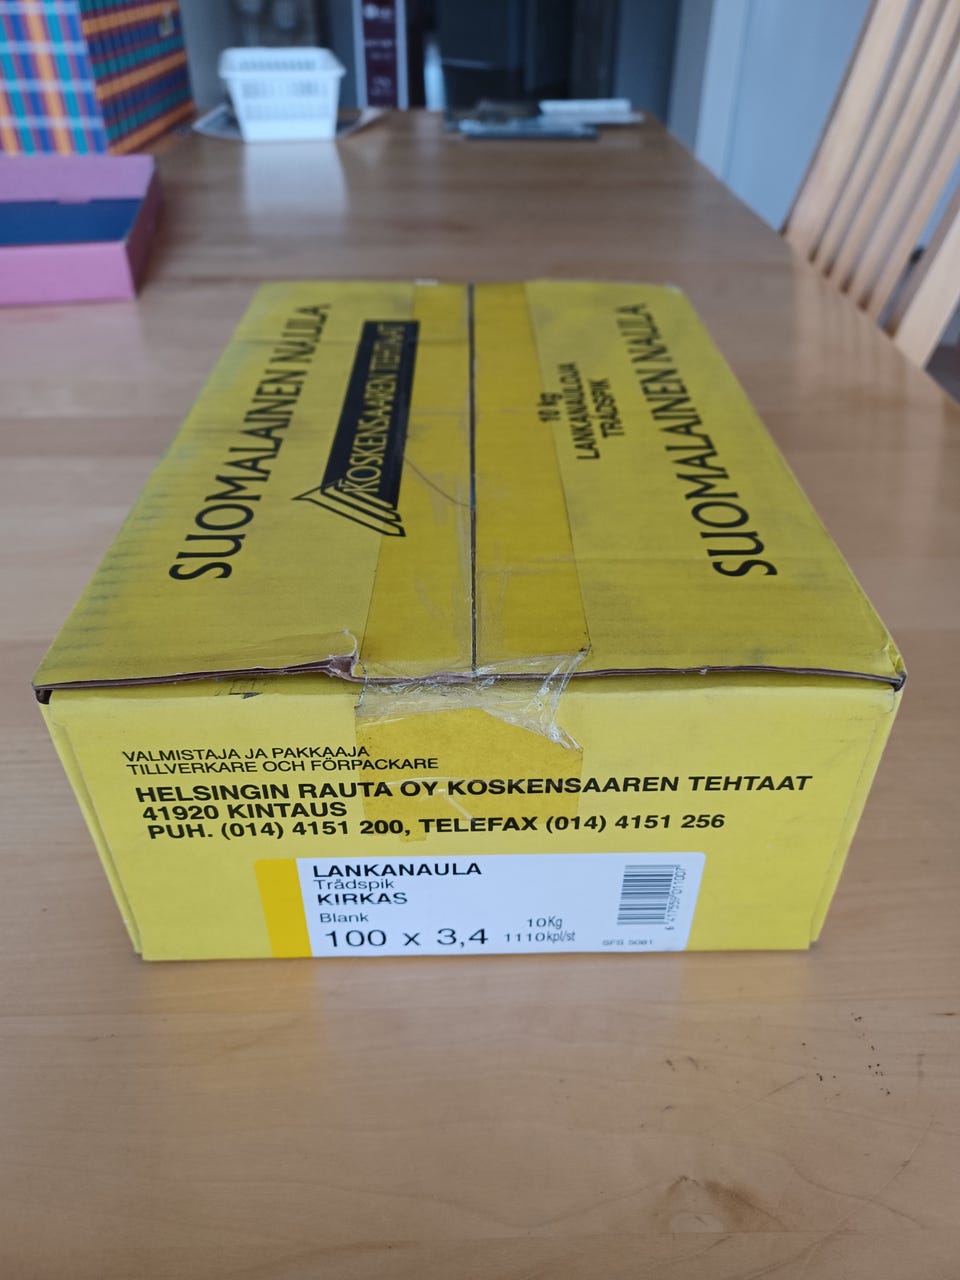 SUOMALAINEN NAULA
KOSKENSAAREN TEHTAAT
10 kg
LANKANAULOJA
TRÅDSPIK
SUOMALAINEN NAULA
VALMISTAJA JA PAKKAAJA
TILLVERKARE OCH FÖRPACKARE
HELSINGIN RAUTA OY KOSKENSAAREN TEHTAAT
41920 KINTAUS
PUH. (014) 4151 200, TELEFAX (014) 4151 256
LANKANAULA
Trådspik
KIRKAS
Blank
100 x 3,4
10Kg
1110kpl/st
SFS 5081